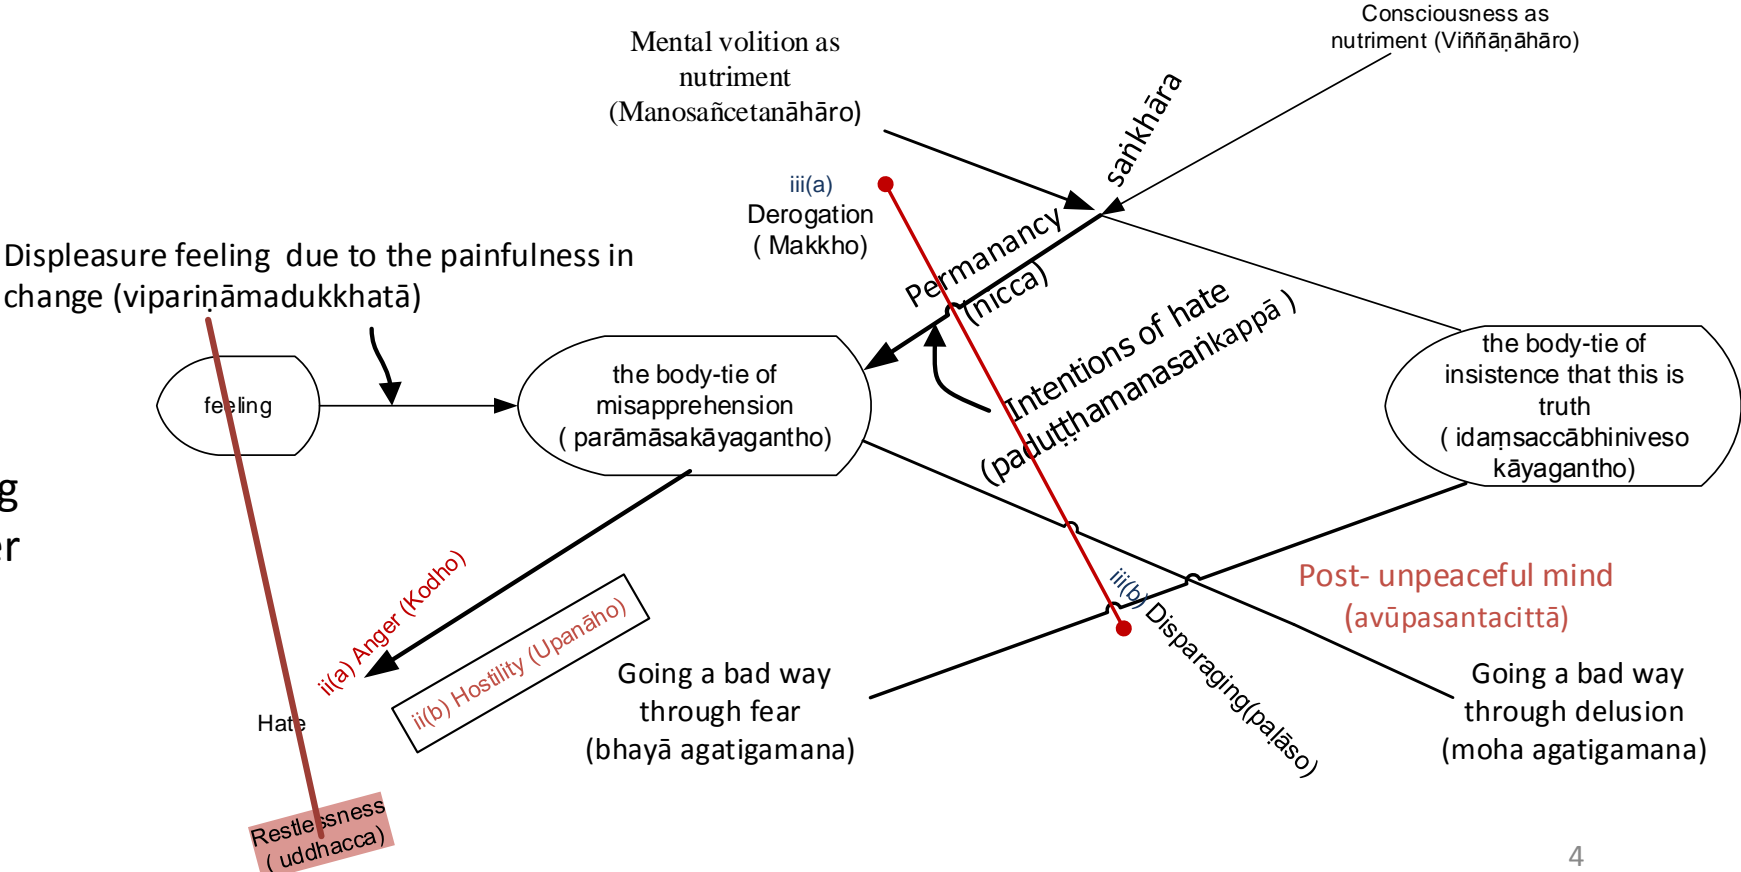 Consciousness as
nutriment (Viññāṇāhāro)
Mental volition as
nutriment
(Manosañcetanāhāro)
saṅkhāra
iii(a)
Derogation
( Makkho)
Permanancy
(nicca)
Displeasure feeling  due to the painfulness in
change (vipariṇāmadukkhatā)
Intentions of hate
(paduṭṭhamanasaṅkappā )
feeling
the body-tie of
misapprehension
( parāmāsakāyagantho)
the body-tie of
insistence that this is
truth
( idaṃsaccābhiniveso
kāyagantho)
g
er
ii(a) Anger (Kodho)
ii(b) Hostility (Upanāho)
iii(b) Disparaging(paḷāso)
Post- unpeaceful mind
(avūpasantacittā)
Going a bad way
through fear
(bhayā agatigamana)
Going a bad way
through delusion
(moha agatigamana)
Hate
Restlessness
( uddhacca)
4